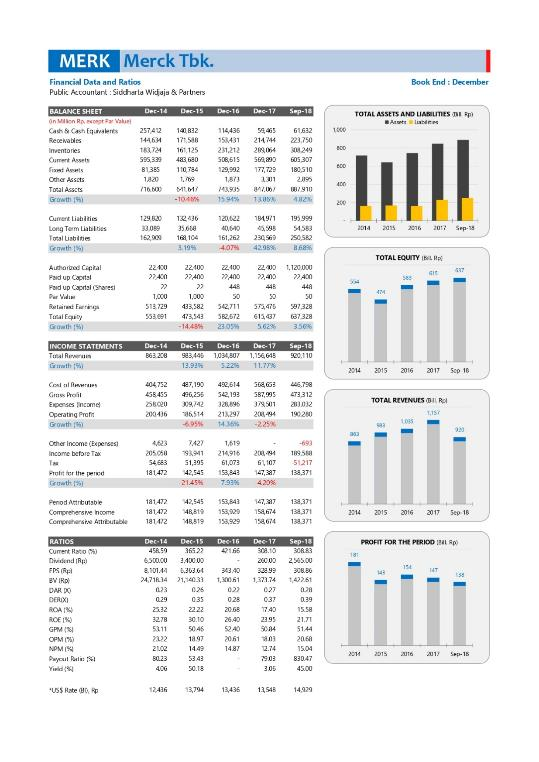 MERK Merck Tbk.
Financial Data and Ratios Book End : December
Public Accountant : Siddharta Widjaja & Partners
BALANCE SHEET Dec-14 Dec-15 Dec-16 Dec-17 Sep-18
(in Million Rp, except Par Value)
Cash & Cash Equivalents 257,412 140,832 114,436 59,465 61,632
Receivables 144,634 171,588 153,431 214,744 223,750
Inventories 183,724 161,125 231,212 289,064 308,249
Current Assets 595,339 483,680 508,615 569,890 605,307
Fixed Assets 81,385 110,784 129,992 177,729 180,510
Other Assets 1,820 1,769 1,873 3,301 2,895
Total Assets 716,600 641,647 743,935 847,067 887,910
Growth (%) -10.46% 15.94% 13.86% 4.82%
Current Liabilities 129,820 132,436 120,622 184,971 195,999
Long Term Liabilities 33,089 35,668 40,640 45,598 54,583
Total Liabilities 162,909 168,104 161,262 230,569 250,582
Growth (%) 3.19% -4.07% 42.98% 8.68%
Authorized Capital 22,400 22,400 22,400 22,400 1,120,000
Paid up Capital 22,400 22,400 22,400 22,400 22,400
Paid up Capital (Shares) 22 22 448 448 448
Par Value 1,000 1,000 50 50 50
Retained Earnings 513,729 433,582 542,711 575,476 597,328
Total Equity 553,691 473,543 582,672 615,437 637,328
Growth (%) -14.48% 23.05% 5.62% 3.56%
INCOME STATEMENTS Dec-14 Dec-15 Dec-16 Dec-17 Sep-18
Total Revenues 863,208 983,446 1,034,807 1,156,648 920,110
Growth (%) 13.93% 5.22% 11.77%
Cost of Revenues 404,752 487,190 492,614 568,653 446,798
Gross Profit 458,455 496,256 542,193 587,995 473,312
Expenses (Income) 258,020 309,742 328,896 379,501 283,032
Operating Profit 200,436 186,514 213,297 208,494 190,280
Growth (%) -6.95% 14.36% -2.25%
Other Income (Expenses) 4,623 7,427 1,619 - -693
Income before Tax 205,058 193,941 214,916 208,494 189,588
Tax 54,683 51,395 61,073 61,107 -51,217
Profit for the period 181,472 142,545 153,843 147,387 138,371
Growth (%) 21.45% 7.93% -4.20%
Period Attributable 181,472 142,545 153,843 147,387 138,371
Comprehensive Income 181,472 148,819 153,929 158,674 138,371
Comprehensive Attributable 181,472 148,819 153,929 158,674 138,371
RATIOS Dec-14 Dec-15 Dec-16 Dec-17 Sep-18
Current Ratio (%) 458.59 365.22 421.66 308.10 308.83
Dividend (Rp) 6,500.00 3,400.00 - 260.00 2,565.00
EPS (Rp) 8,101.44 6,363.64 343.40 328.99 308.86
BV (Rp) 24,718.34 21,140.33 1,300.61 1,373.74 1,422.61
DAR (X) 0.23 0.26 0.22 0.27 0.28
DER(X) 0.29 0.35 0.28 0.37 0.39
ROA (%) 25.32 22.22 20.68 17.40 15.58
ROE (%) 32.78 30.10 26.40 23.95 21.71
GPM (%) 53.11 50.46 52.40 50.84 51.44
OPM (%) 23.22 18.97 20.61 18.03 20.68
NPM (%) 21.02 14.49 14.87 12.74 15.04
Payout Ratio (%) 80.23 53.43 - 79.03 830.47
Yield (%) 4.06 50.18 - 3.06 45.00
*US$ Rate (BI), Rp 12,436 13,794 13,436 13,548 14,929
TOTAL ASSETS AND LIABILITIES (Bill. Rp)
Assets Liabilities
1,000
800
600
400
200
-
2014 2015 2016 2017 Sep-18
TOTAL EQUITY (Bill. Rp)
554 474 583 615 637
2014 2015 2016 2017 Sep-18
TOTAL REVENUES (Bill. Rp)
863 983 1,035 1,157 920
2014 2015 2016 2017 Sep-18
PROFIT FOR THE PERIOD (Bill. Rp)
181 143 154 147 138
2014 2015 2016 2017 Sep-18